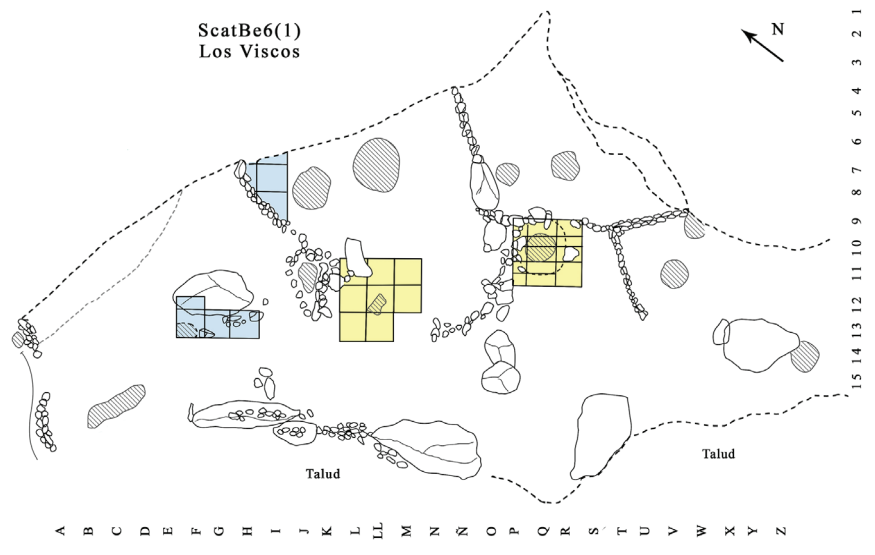 ScatBe6(1)
Los Viscos
N
1
2
3
4
5
6
7
8
9
10
11
12
13
14
15
Talud
Talud
A B C D E F G H I J K L LL M N Ñ O P Q R S T U V W X Y Z